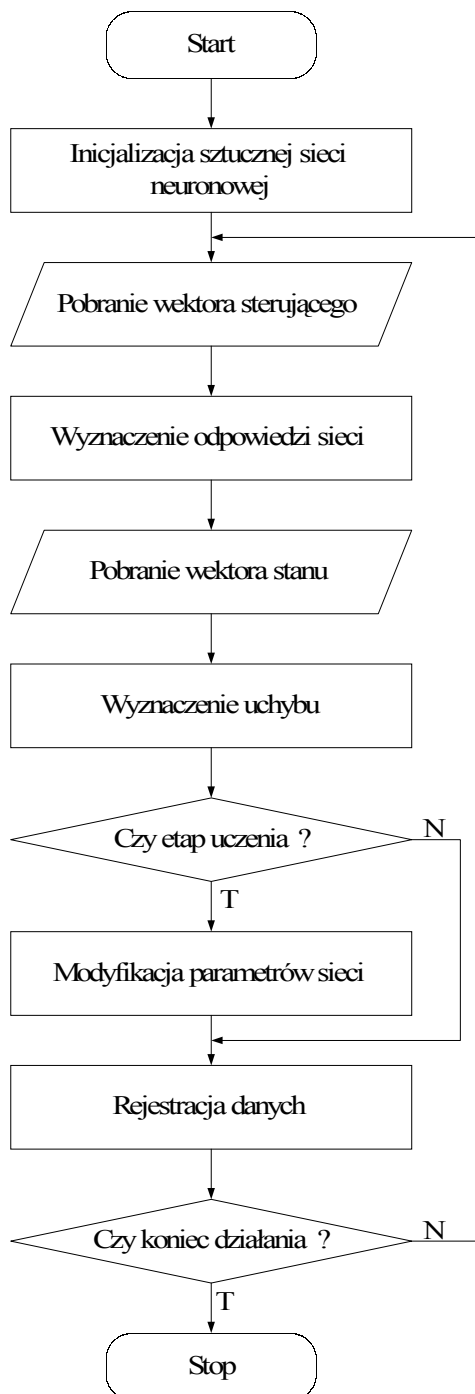 Start
Inicjalizacja sztucznej sieci
neuronowej
Pobranie wektora sterującego
Wyznaczenie odpowiedzi sieci
Pobranie wektora stanu
Wyznaczenie uchybu
Czy etap uczenia ?
N
T
Modyfikacja parametrów sieci
Rejestracja danych
Czy koniec działania ?
N
T
Stop